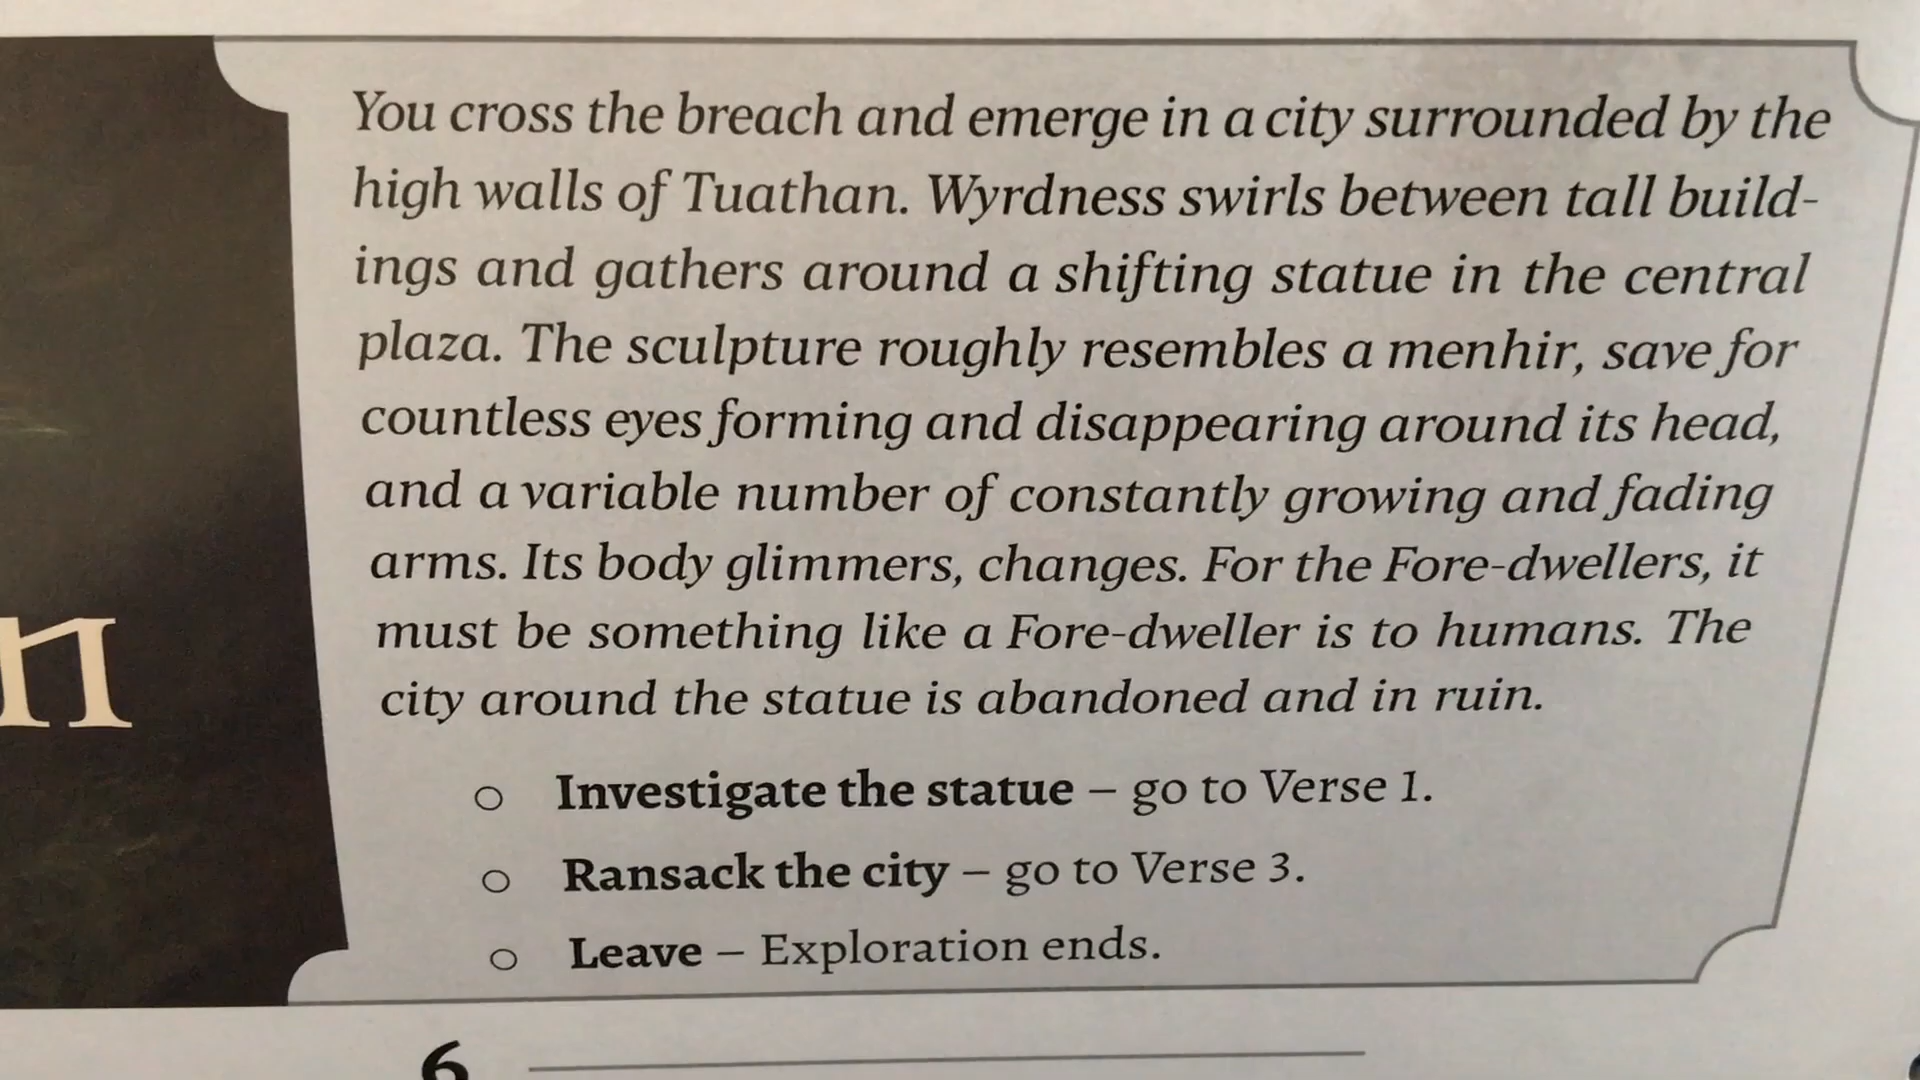 You cross the breach and emerge in a city surrounded by the
high walls of Tuathan. Wyrdness swirls between tall build-
ings and gathers around a shifting statue in the central
plaza. The sculpture roughly resembles a menhir, save for
countless eyes forming and disappearing around its head,
and a variable number of constantly growing and fading
arms. Its body glimmers, changes. For the Fore-dwellers, it
must be something like a Fore-dweller is to humans. The
city around the statue is abandoned and in ruin.
○ Investigate the statue – go to Verse 1.
○ Ransack the city – go to Verse 3.
○ Leave – Exploration ends.
n
6